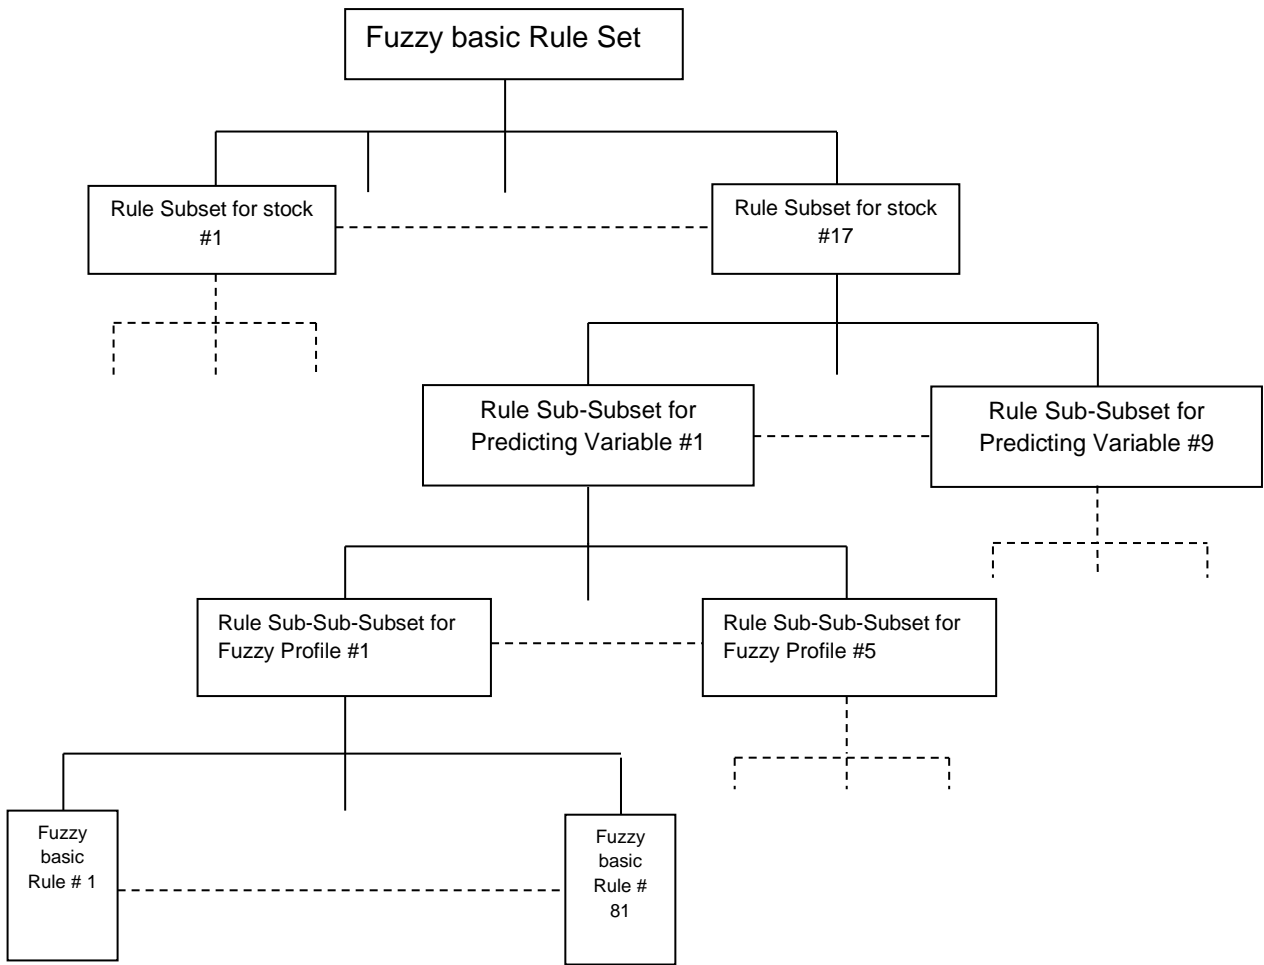 Fuzzy basic Rule Set
Rule Subset for stock
#1
Rule Subset for stock
#17
Rule Sub-Subset for
Predicting Variable #1
Rule Sub-Subset for
Predicting Variable #9
Rule Sub-Sub-Subset for
Fuzzy Profile #1
Rule Sub-Sub-Subset for
Fuzzy Profile #5
Fuzzy
basic
Rule # 1
Fuzzy
basic
Rule #
81